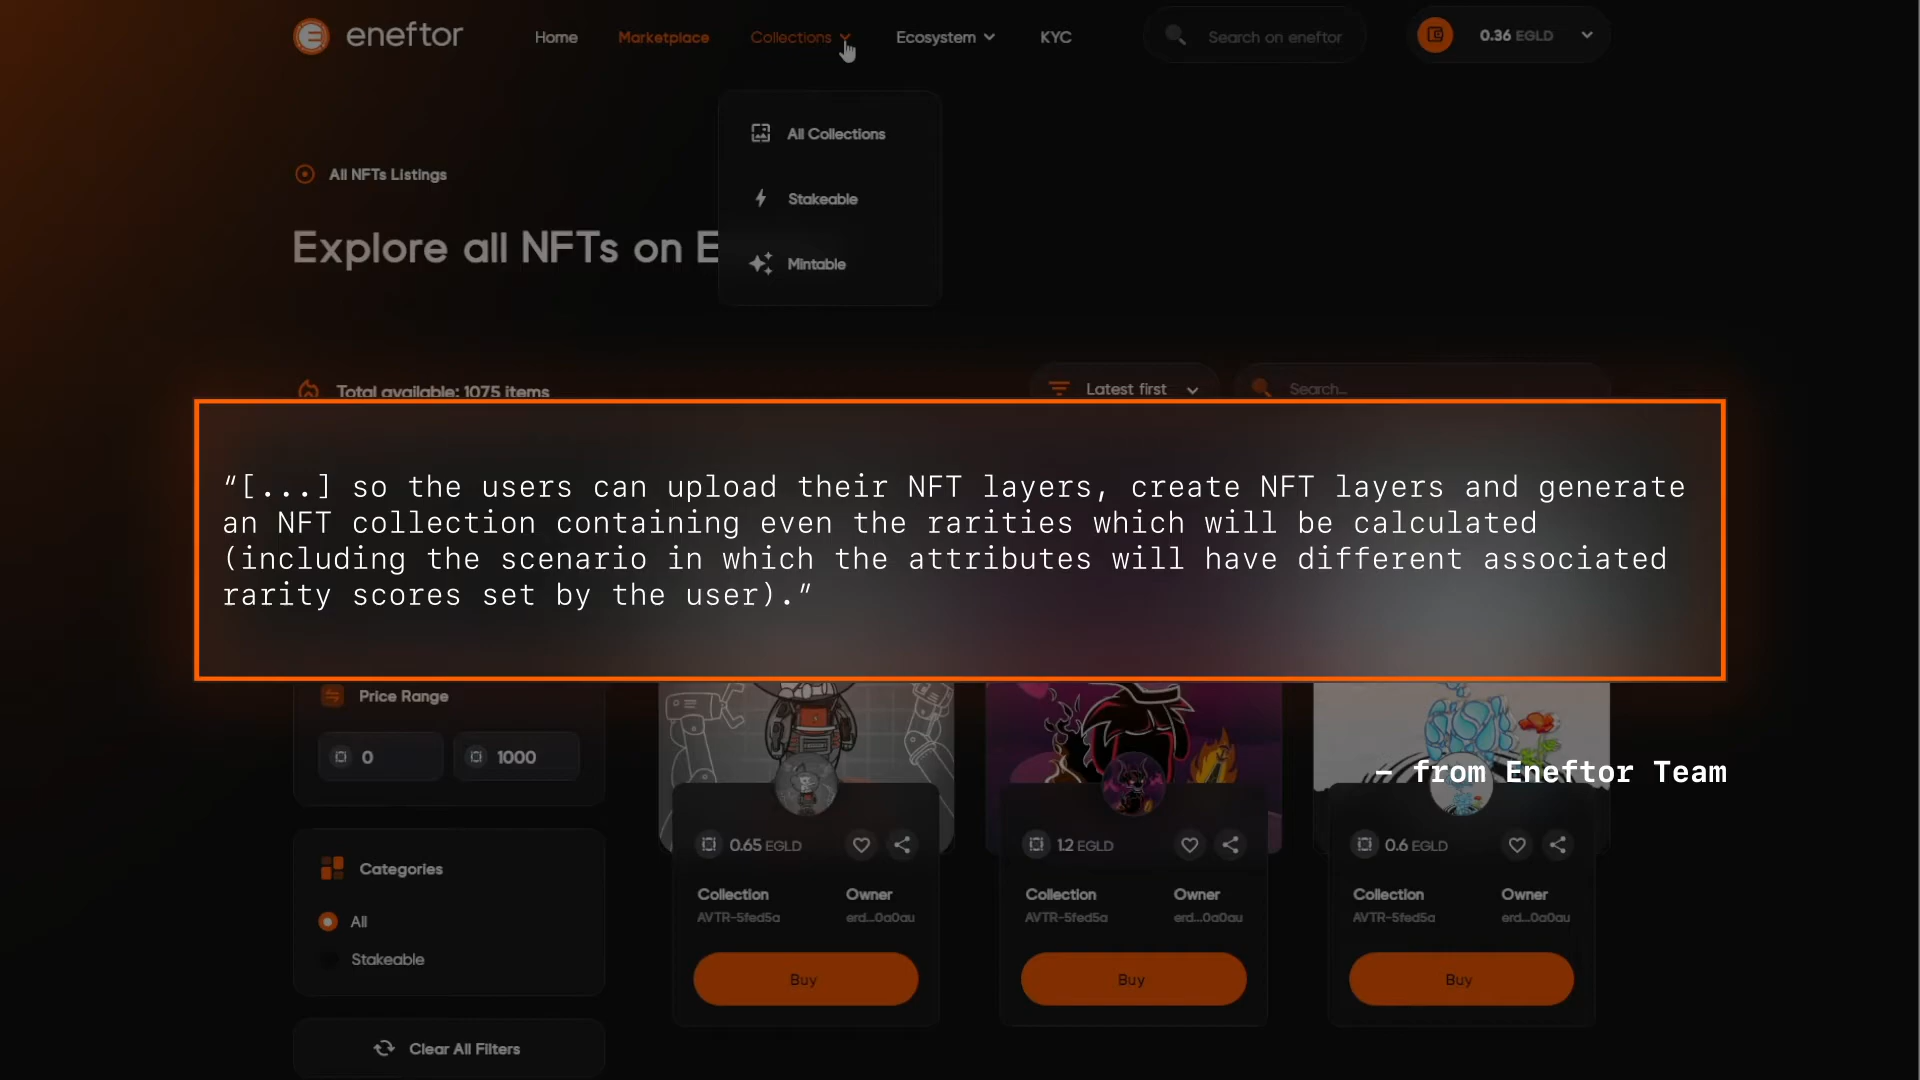 eneftor
Home
Marketplace
Collections
Ecosystem
KYC
Search on eneftor
0.36 EGLD
All Collections
Stakeable
Mintable
All NFTs Listings
Explore all NFTs on E
Total available: 1075 items
Latest first
Search...
“[...] so the users can upload their NFT layers, create NFT layers and generate
an NFT collection containing even the rarities which will be calculated
(including the scenario in which the attributes will have different associated
rarity scores set by the user).”
– from Eneftor Team
Price Range
0
1000
Categories
All
Stakeable
Clear All Filters
0.65 EGLD
Collection
Owner
AVTR-5fed5a
erd...0a0au
Buy
1.2 EGLD
Collection
Owner
AVTR-5fed5a
erd...0a0au
Buy
0.6 EGLD
Collection
Owner
AVTR-5fed5a
erd...0a0au
Buy